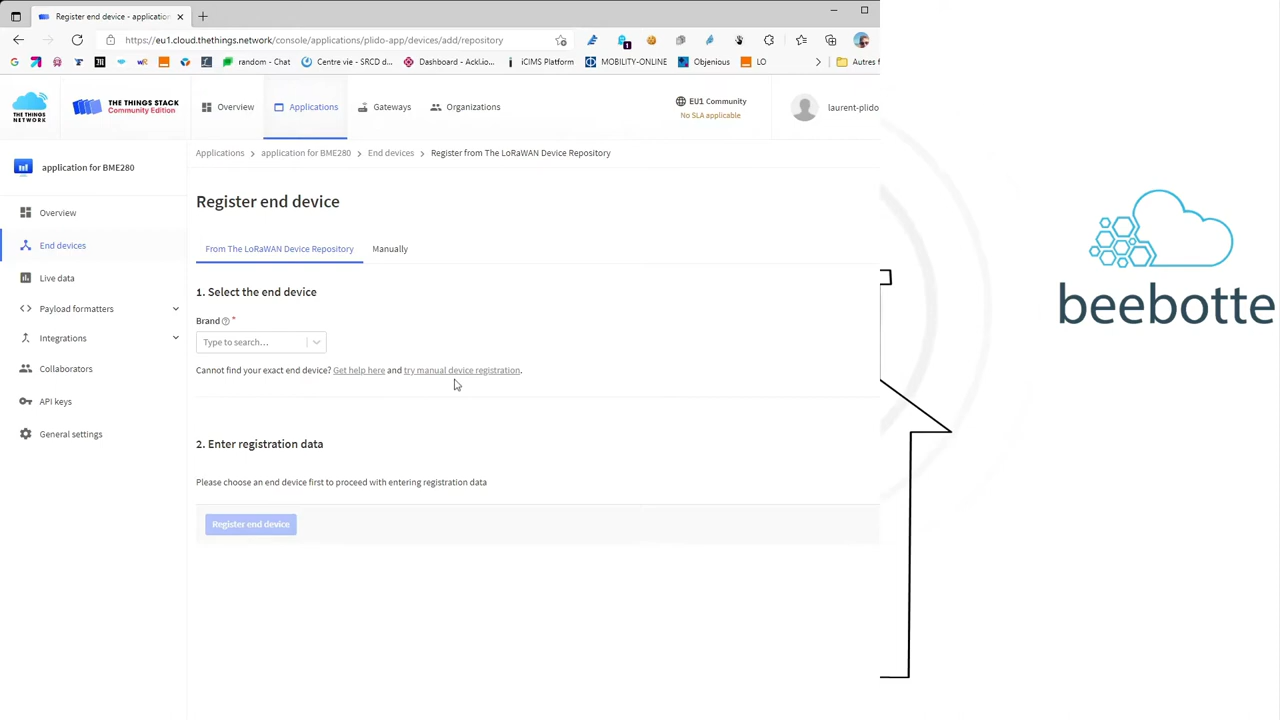 Register end device - applicatio
https://eu1.cloud.thethings.network/console/applications/plido-app/devices/add/repository
random - Chat
Centre vie - SRCD d...
Dashboard - Ackl.io...
iCIMS Platform
MOBILITY-ONLINE
Objenious
LO
Autres f
THE THINGS NETWORK
THE THINGS STACK
Community Edition
Overview
Applications
Gateways
Organizations
EU1 Community
No SLA applicable
laurent-plido
application for BME280
Overview
End devices
Live data
Payload formatters
Integrations
Collaborators
API keys
General settings
Applications > application for BME280 > End devices > Register from The LoRaWAN Device Repository
Register end device
From The LoRaWAN Device Repository
Manually
1. Select the end device
Brand *
Type to search...
Cannot find your exact end device? Get help here and try manual device registration.
2. Enter registration data
Please choose an end device first to proceed with entering registration data
Register end device
beebotte